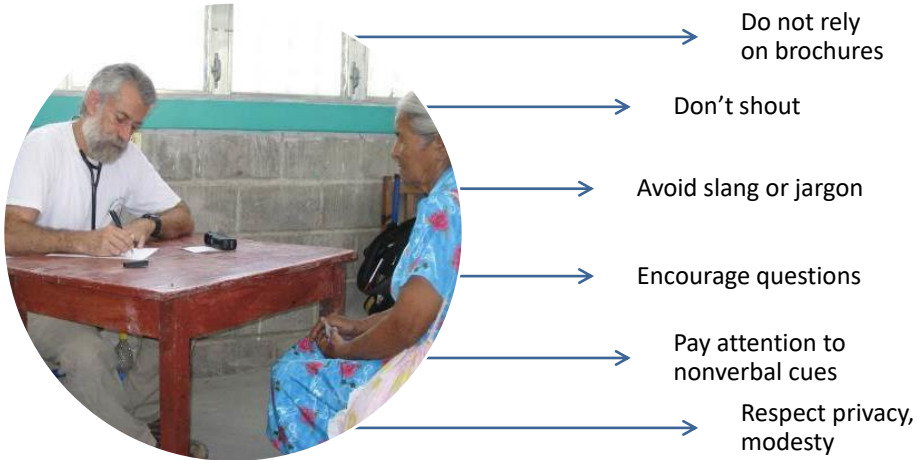 Do not rely
on brochures
Don’t shout
Avoid slang or jargon
Encourage questions
Pay attention to
nonverbal cues
Respect privacy,
modesty